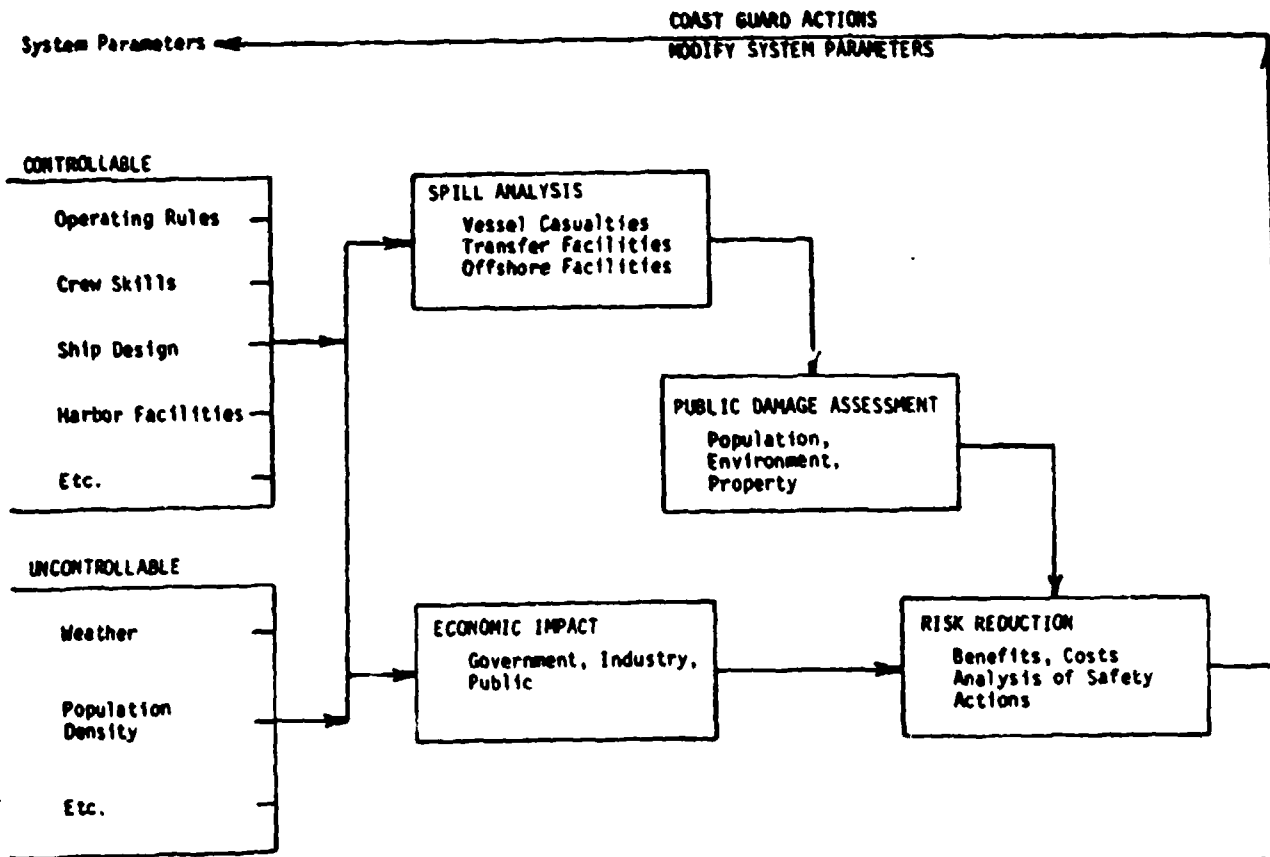 COAST GUARD ACTIONS
System Parameters
MODIFY SYSTEM PARAMETERS
CONTROLLABLE
Operating Rules
Crew Skills
Ship Design
Harbor Facilities
Etc.
UNCONTROLLABLE
Weather
Population
Density
Etc.
SPILL ANALYSIS
Vessel Casualties
Transfer Facilities
Offshore Facilities
PUBLIC DAMAGE ASSESSMENT
Population,
Environment,
Property
ECONOMIC IMPACT
Government, Industry,
Public
RISK REDUCTION
Benefits, Costs
Analysis of Safety
Actions